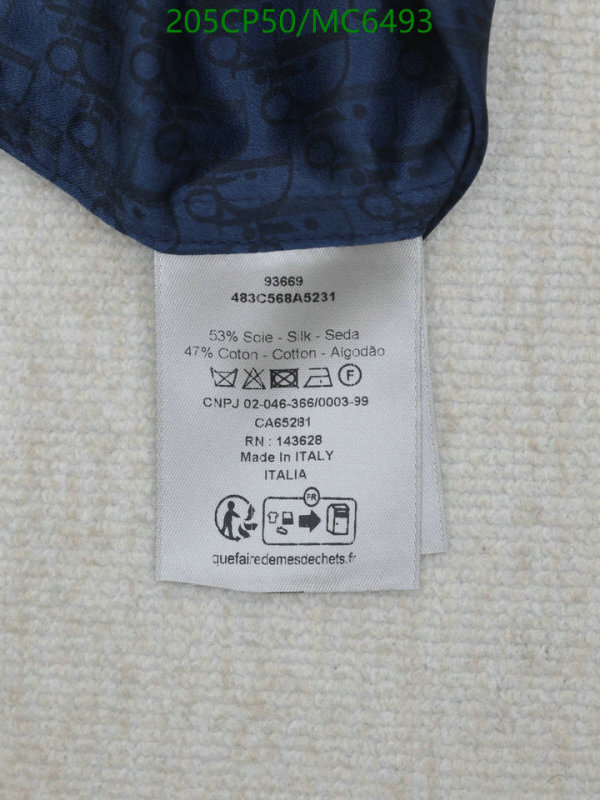 205CP50/MC6493
93669
483C568A5231
53% Soie - Silk - Seda
47% Coton - Cotton - Algodão
F
CNPJ 02-046-366/0003-99
CA65281
RN : 143628
Made In ITALY
ITALIA
FR
quefairedemesdechets.fr